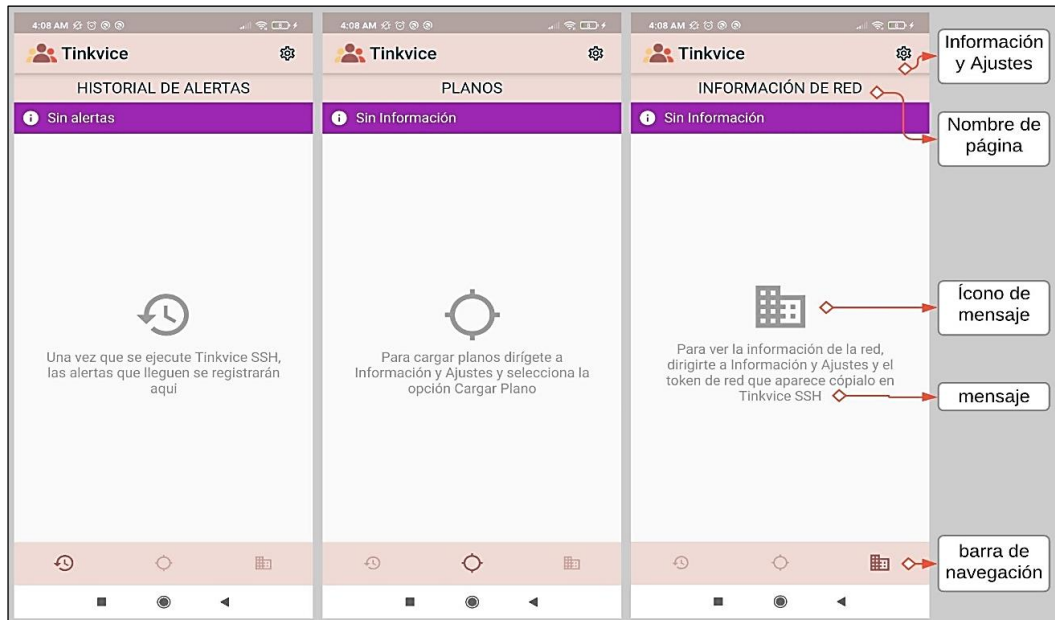 4:08 AM
Tinkvice
HISTORIAL DE ALERTAS
Sin alertas
Una vez que se ejecute Tinkvice SSH,
las alertas que lleguen se registrarán
aqui
4:08 AM
Tinkvice
PLANOS
Sin Información
Para cargar planos dirígete a
Información y Ajustes y selecciona la
opción Cargar Plano
4:08 AM
Tinkvice
INFORMACIÓN DE RED
Sin Información
Para ver la información de la red,
dirigirte a Información y Ajustes y el
token de red que aparece cópialo en
Tinkvice SSH
Información
y Ajustes
Nombre de
página
Ícono de
mensaje
mensaje
barra de
navegación